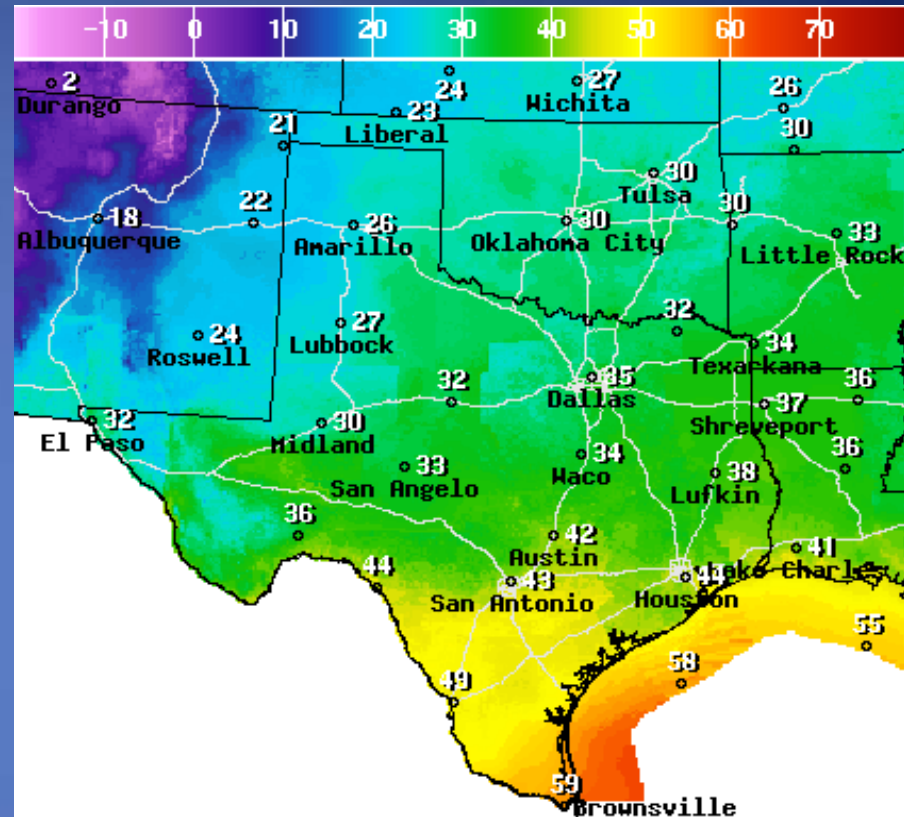 -10 0 10 20 30 40 50 60 70
2
Durango
24
27
Wichita
26
23
Liberal
21
30
30
Tulsa
18
Albuquerque
22
26
Amarillo
30
Oklahoma City
30
33
Little Rock
24
Roswell
27
Lubbock
32
34
Texarkana
32
35
Dallas
36
32
El Paso
30
Midland
37
Shreveport
33
San Angelo
34
Waco
38
Lufkin
36
36
42
Austin
41
Lake Charles
44
43
San Antonio
44
Houston
55
58
49
59
Brownsville